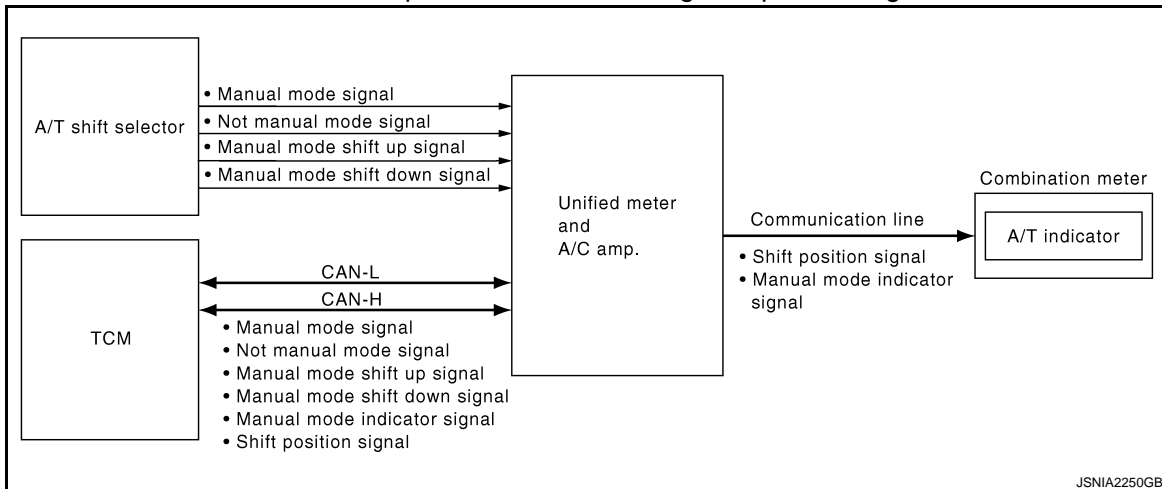 A/T shift selector
• Manual mode signal
• Not manual mode signal
• Manual mode shift up signal
• Manual mode shift down signal
TCM
CAN-L
CAN-H
• Manual mode signal
• Not manual mode signal
• Manual mode shift up signal
• Manual mode shift down signal
• Manual mode indicator signal
• Shift position signal
Unified meter
and
A/C amp.
Communication line
• Shift position signal
• Manual mode indicator
signal
Combination meter
A/T indicator
JSNIA2250GB